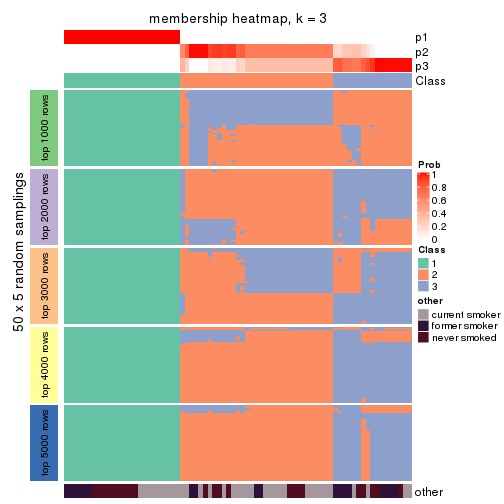 membership heatmap, k = 3
p1
p2
p3
Class
50 x 5 random samplings
top 1000 rows
top 2000 rows
top 3000 rows
top 4000 rows
top 5000 rows
Prob
1
0.8
0.6
0.4
0.2
0
Class
1
2
3
other
current smoker
former smoker
never smoked
other